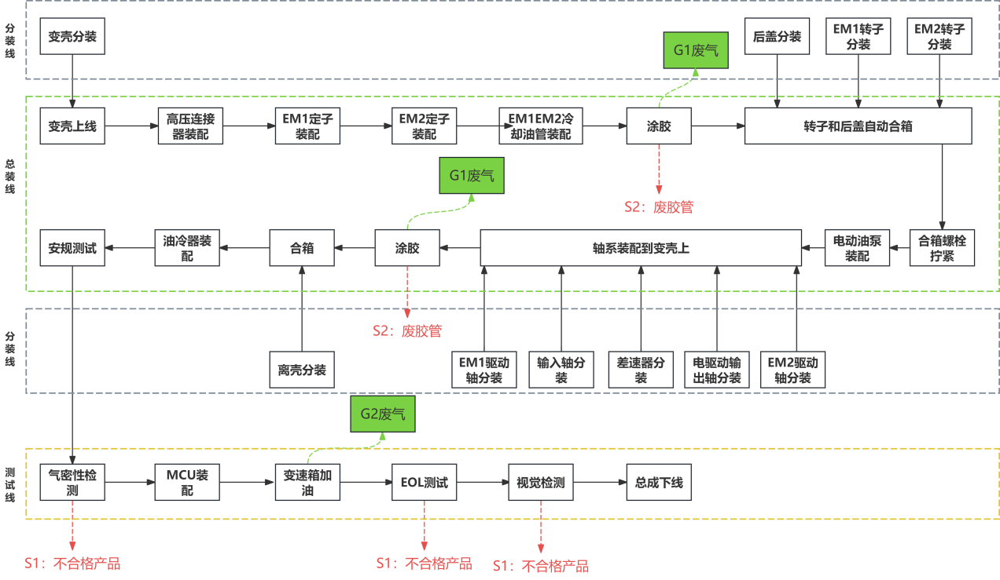 分
装
线
变壳分装
G1废气
后盖分装
EM1转子
分装
EM2转子
分装
总
装
线
变壳上线
高压连接
器装配
EM1定子
装配
EM2定子
装配
EM1EM2冷
却油管装配
涂胶
转子和后盖自动合箱
G1废气
S2：废胶管
安规测试
油冷器装
配
合箱
涂胶
轴系装配到变壳上
电动油泵
装配
合箱螺栓
拧紧
分
装
线
S2：废胶管
离壳分装
EM1驱动
轴分装
输入轴分
装
差速器分
装
电驱动输
出轴分装
EM2驱动
轴分装
G2废气
测
试
线
气密性检
测
MCU装
配
变速箱加
油
EOL测试
视觉检测
总成下线
S1：不合格产品
S1：不合格产品
S1：不合格产品